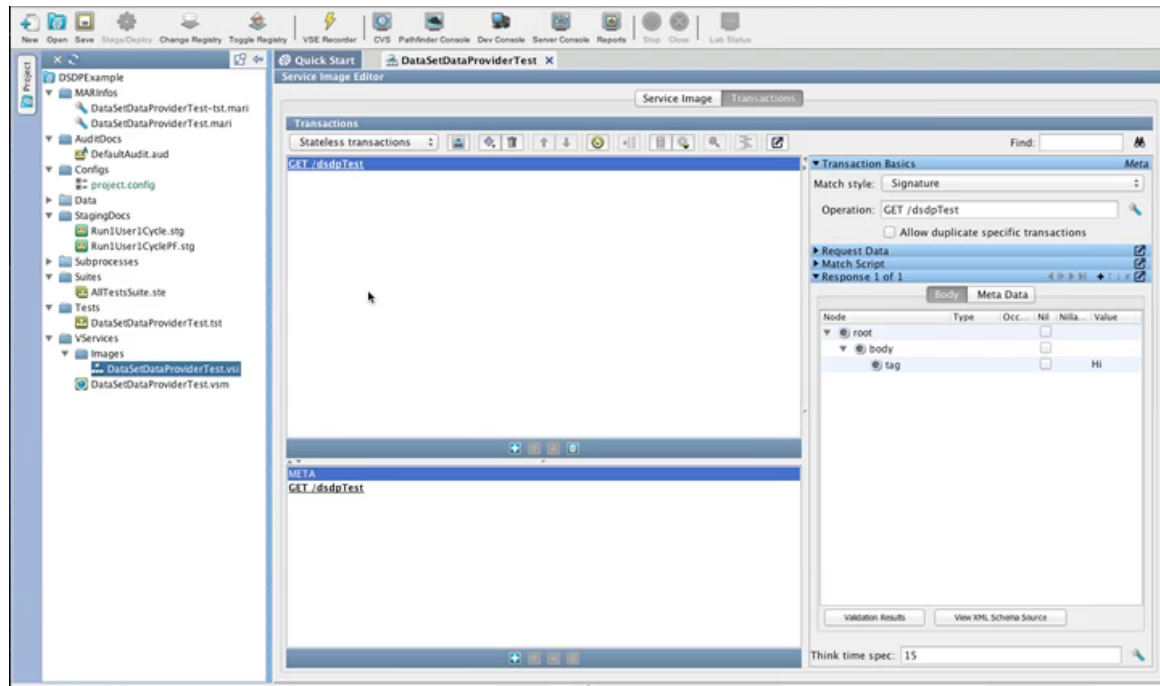 New Open Save Stage/Deploy Change Registry Toggle Registry VSE Recorder CVS Pathfinder Console Dev Console Server Console Reports Stop Close Lab Status
Project
Quick Start
DataSetDataProviderTest
DSDPExample
MARInfos
DataSetDataProviderTest-tst.mari
DataSetDataProviderTest.mari
AuditDocs
DefaultAudit.aud
Configs
project.config
Data
StagingDocs
Run1User1Cycle.stg
Run1User1CyclePF.stg
Subprocesses
Suites
AllTestsSuite.ste
Tests
DataSetDataProviderTest.tst
VServices
Images
DataSetDataProviderTest.vsi
DataSetDataProviderTest.vsm
Service Image Editor
Service Image Transactions
Transactions
Stateless transactions
Find:
GET /dsdpTest
META
GET /dsdpTest
Transaction Basics Meta
Match style: Signature
Operation: GET /dsdpTest
Allow duplicate specific transactions
Request Data
Match Script
Response 1 of 1
Body Meta Data
Node Type Occ... Nil Nilla... Value
root
body
tag Hi
Validation Results View XML Schema Source
Think time spec: 15